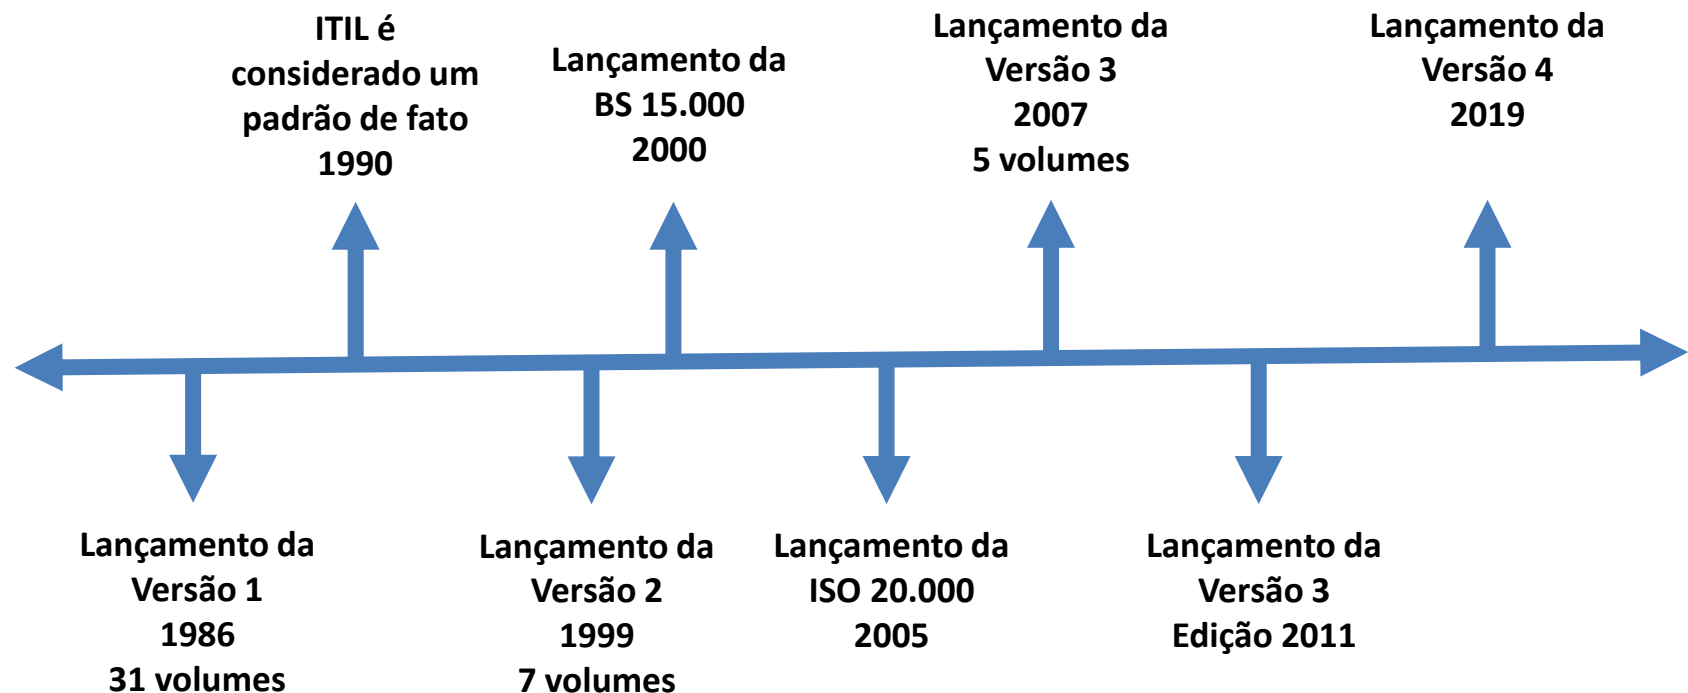 ITIL é
considerado um
padrão de fato
1990
Lançamento da
BS 15.000
2000
Lançamento da
Versão 3
2007
5 volumes
Lançamento da
Versão 4
2019
Lançamento da
Versão 1
1986
31 volumes
Lançamento da
Versão 2
1999
7 volumes
Lançamento da
ISO 20.000
2005
Lançamento da
Versão 3
Edição 2011